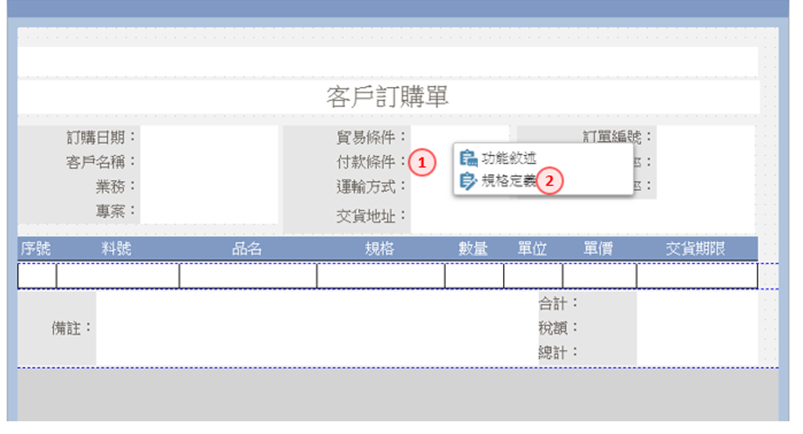 客戶訂購單
訂購日期： 貿易條件： 訂單編號：
客戶名稱： 付款條件： 1 功能敘述
業務： 運輸方式： 規格定義 2
專案： 交貨地址：
序號 料號 品名 規格 數量 單位 單價 交貨期限
合計：
備註： 稅額：
總計：